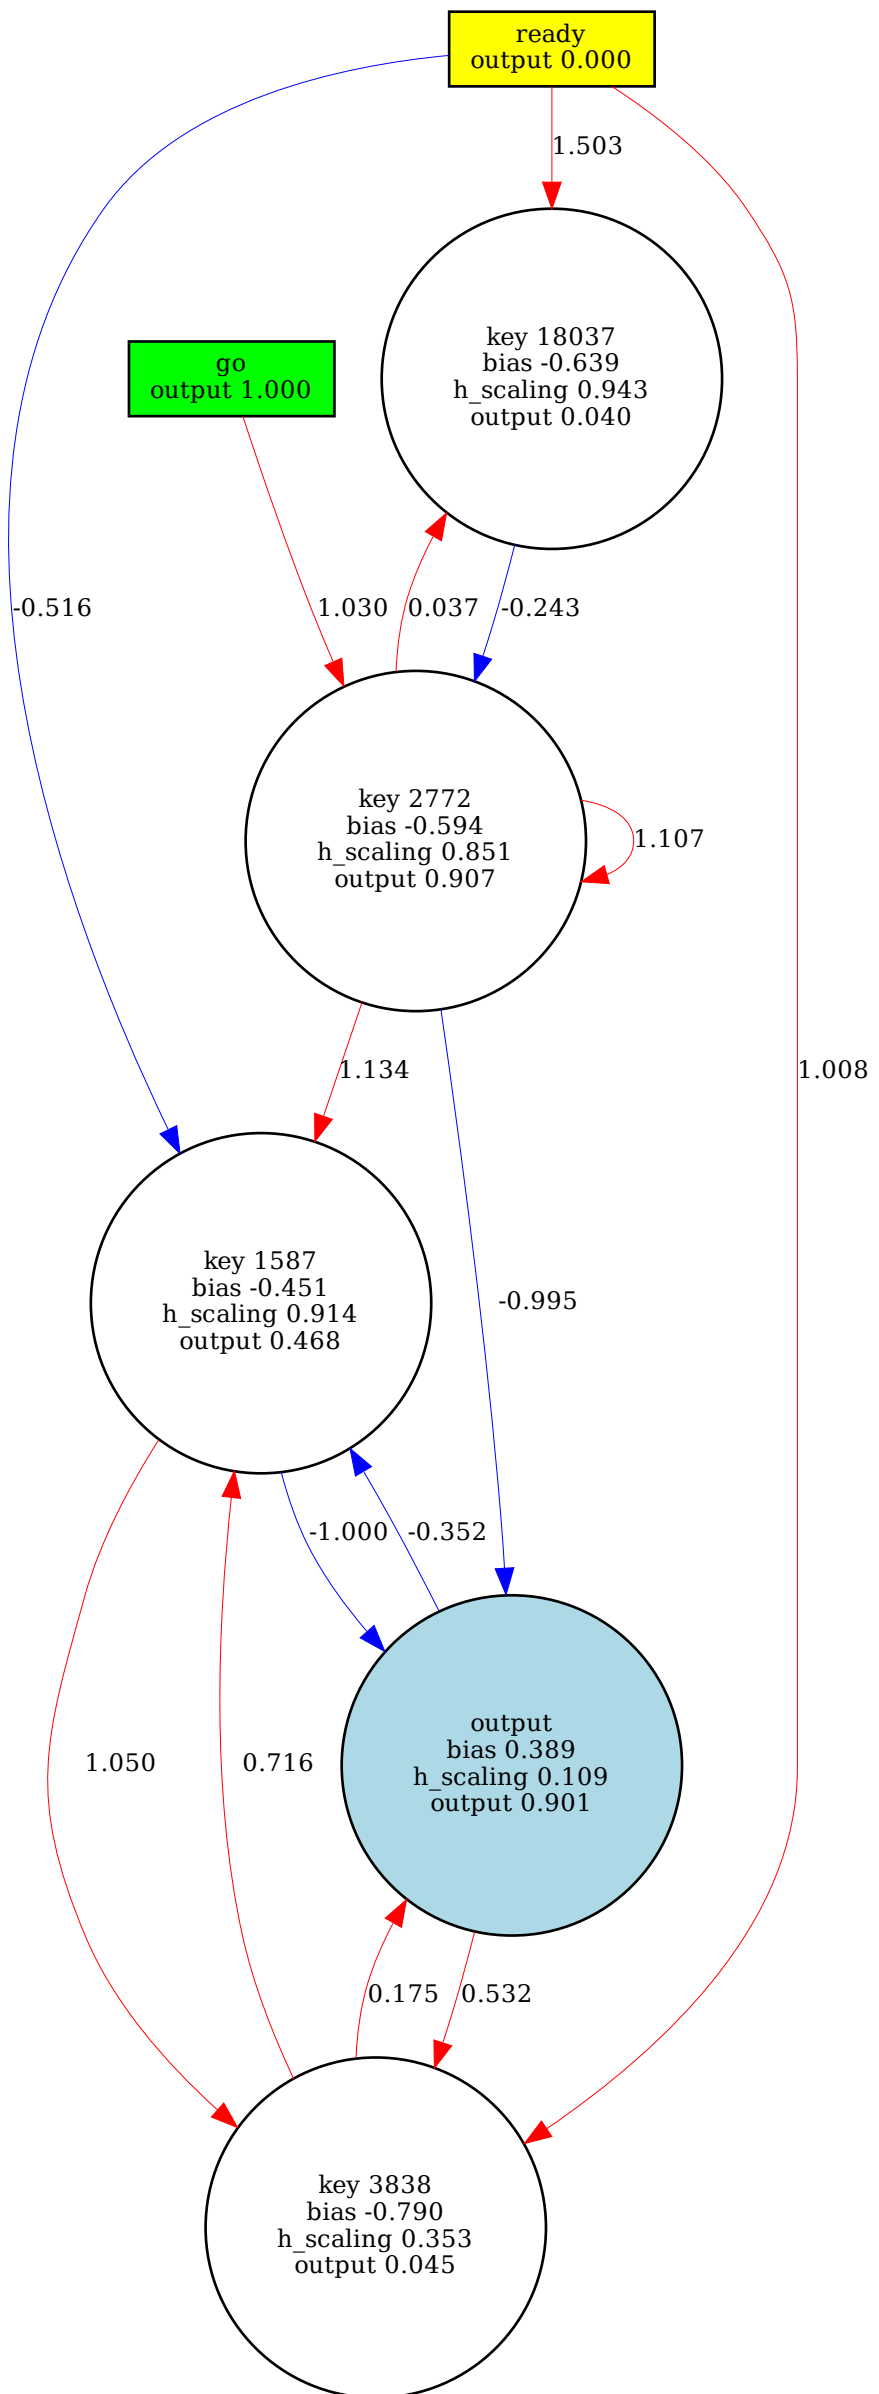 ready
output 0.000
1.503
key 18037
bias -0.639
h_scaling 0.943
output 0.040
go
output 1.000
-0.516
1.030
0.037
-0.243
key 2772
bias -0.594
h_scaling 0.851
output 0.907
1.107
1.134
1.008
key 1587
bias -0.451
h_scaling 0.914
output 0.468
-0.995
-1.000
-0.352
output
bias 0.389
h_scaling 0.109
output 0.901
1.050
0.716
0.175
0.532
key 3838
bias -0.790
h_scaling 0.353
output 0.045